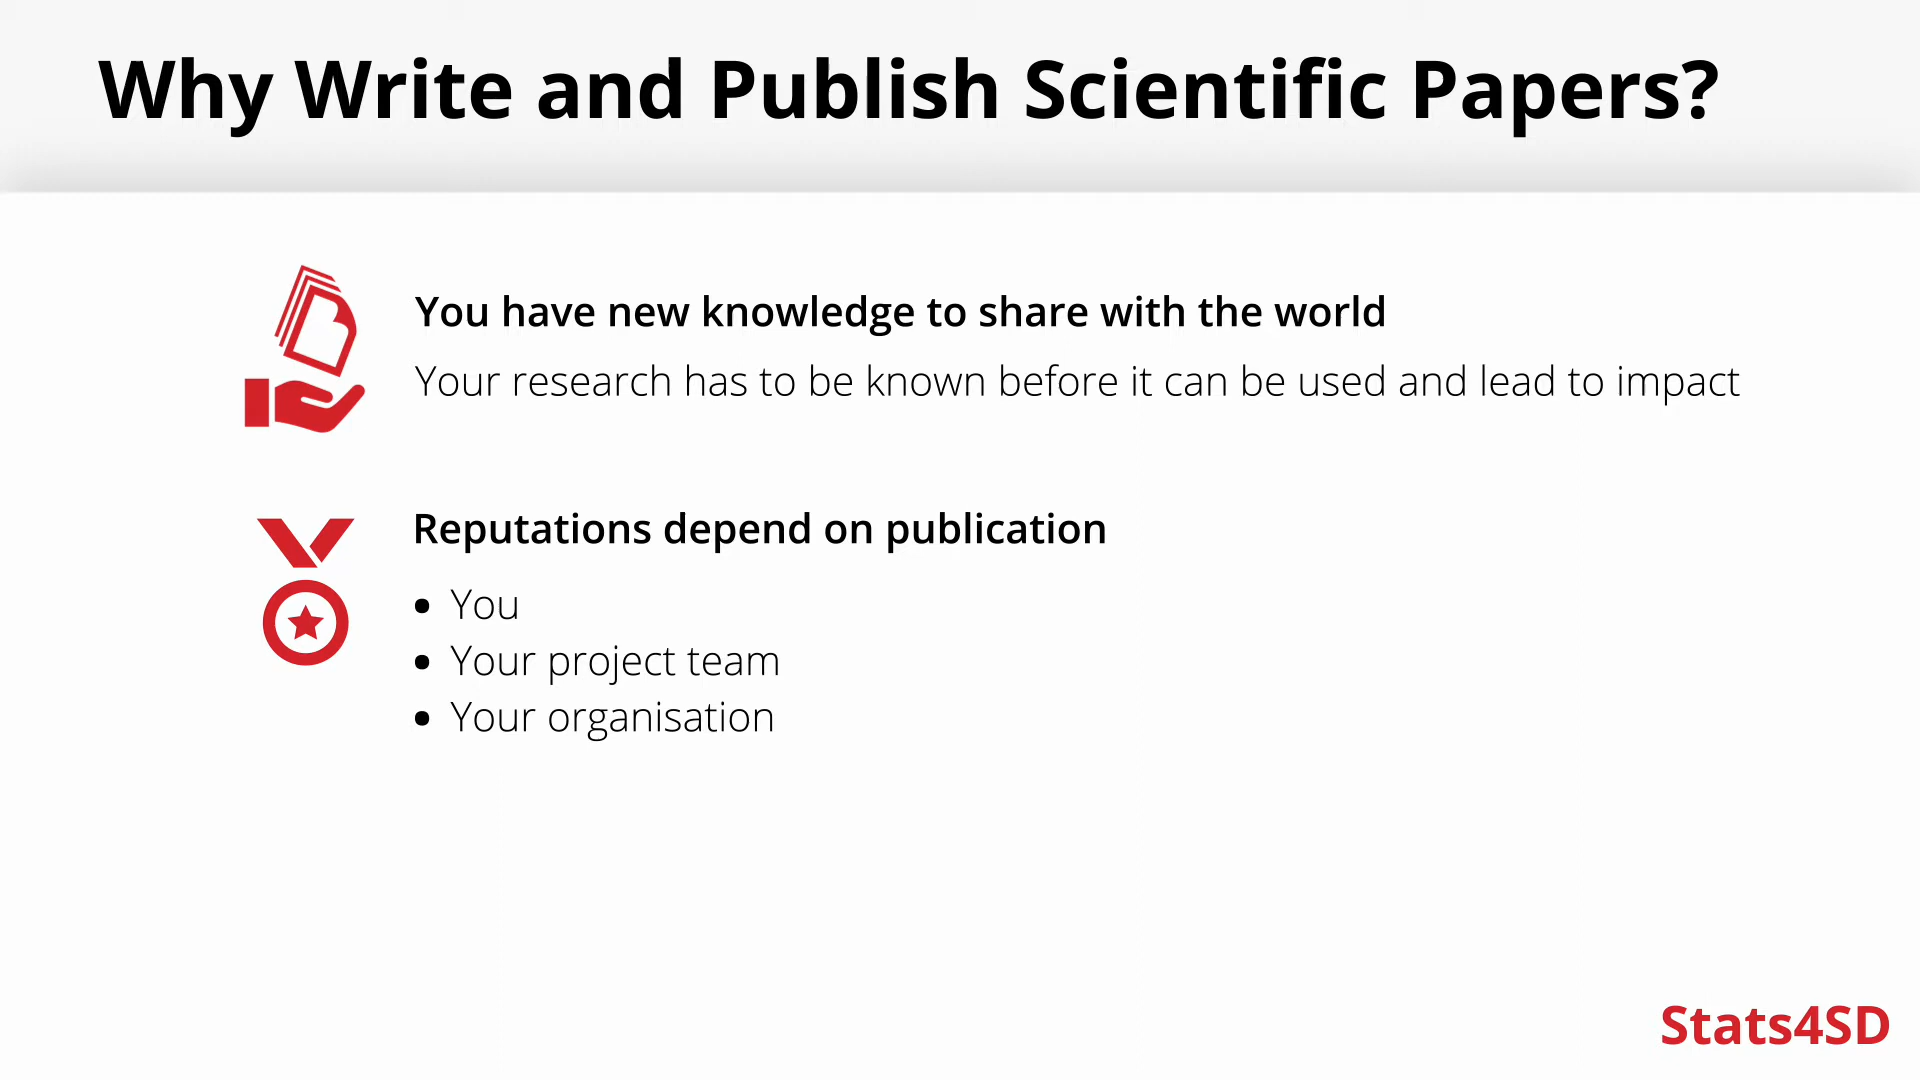 Why Write and Publish Scientific Papers?
You have new knowledge to share with the world
Your research has to be known before it can be used and lead to impact
Reputations depend on publication
• You
• Your project team
• Your organisation
Stats4SD